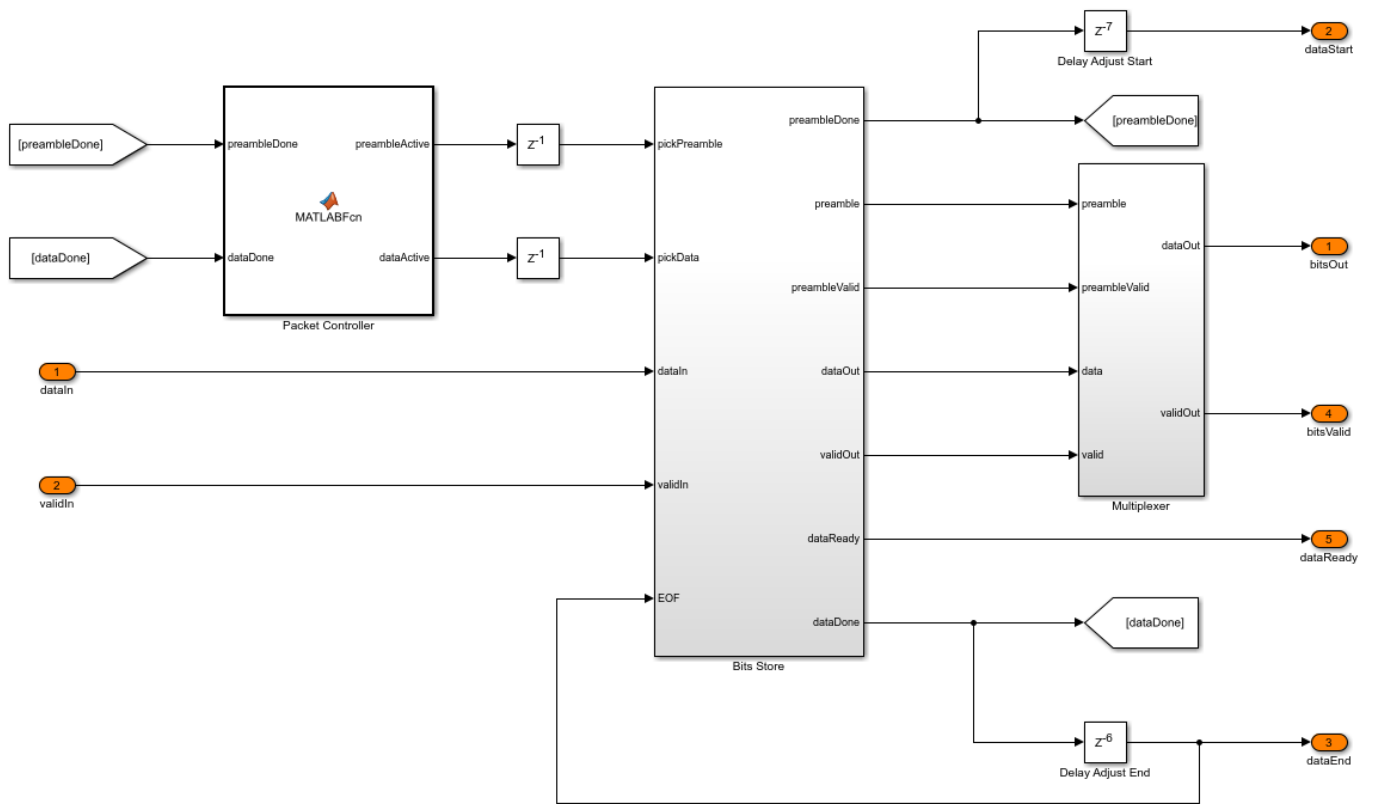 z-7
2
Delay Adjust Start
dataStart
[preambleDone]
preambleDone
preambleActive
MATLABFcn
dataDone
dataActive
Packet Controller
[preambleDone]
[dataDone]
z-1
z-1
pickPreamble
pickData
dataIn
validIn
EOF
preambleDone
preamble
preambleValid
dataOut
validOut
dataReady
dataDone
Bits Store
1
dataIn
2
validIn
preamble
preambleValid
data
valid
dataOut
validOut
Multiplexer
1
bitsOut
4
bitsValid
5
dataReady
[dataDone]
z-6
Delay Adjust End
3
dataEnd